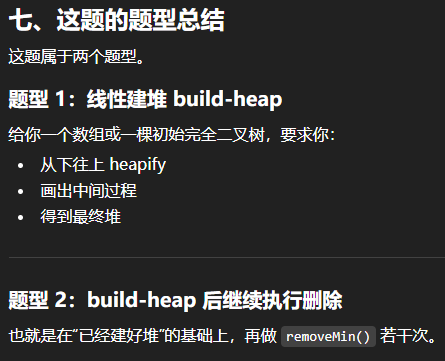 七、这题的题型总结
这题属于两个题型。
题型 1：线性建堆 build-heap
给你一个数组或一棵初始完全二叉树，要求你：
• 从下往上 heapify
• 画出中间过程
• 得到最终堆
题型 2：build-heap 后继续执行删除
也就是在“已经建好堆”的基础上，再做 removeMin() 若干次。